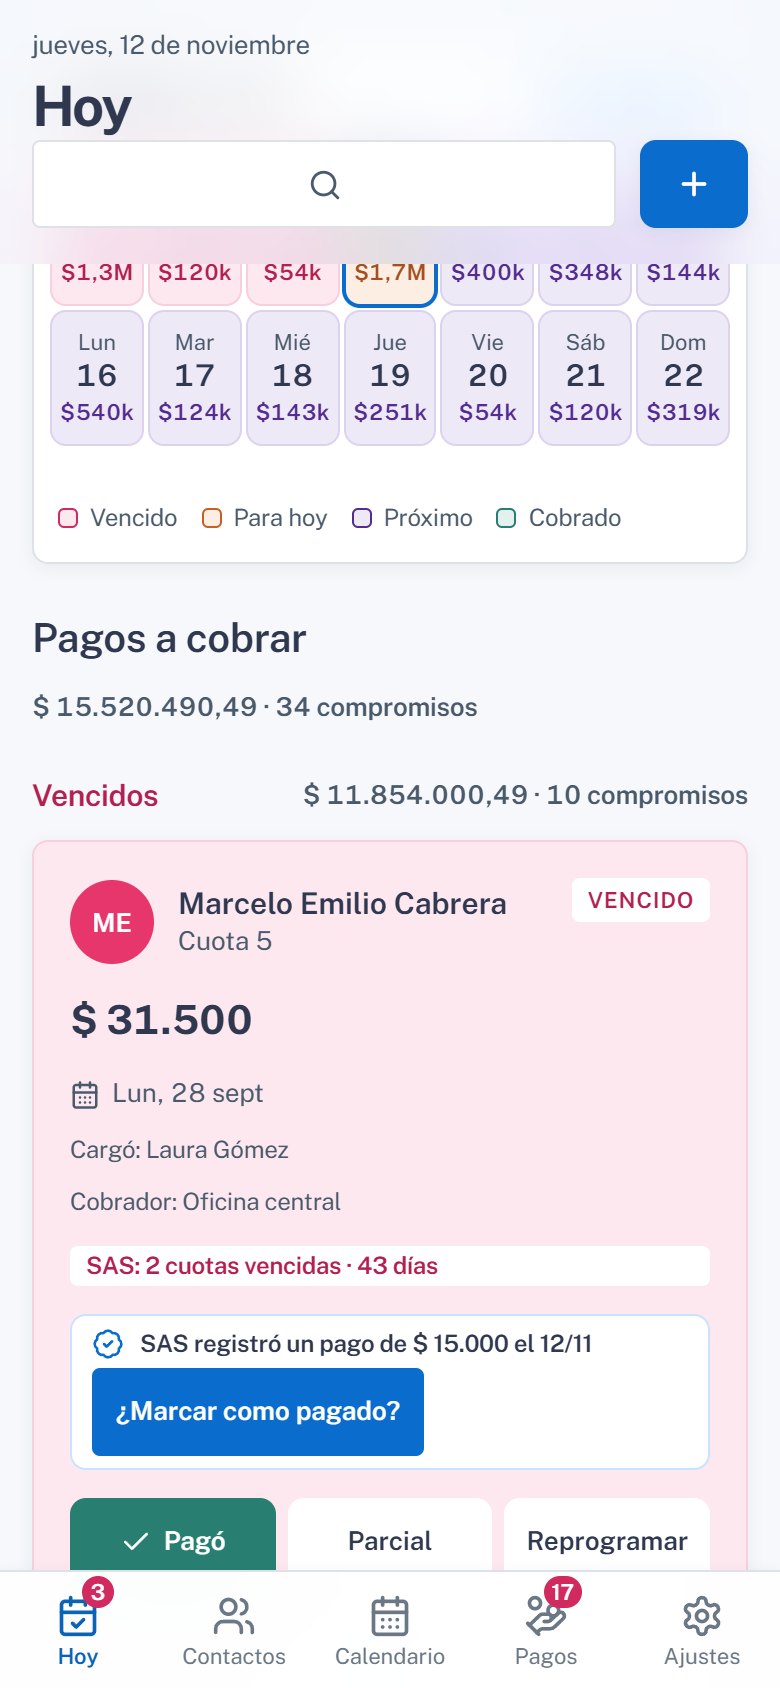 jueves, 12 de noviembre
Hoy
$1,3M $120k $54k $1,7M $400k $348k $144k
Lun Mar Mié Jue Vie Sáb Dom
16 17 18 19 20 21 22
$540k $124k $143k $251k $54k $120k $319k
Vencido Para hoy Próximo Cobrado
Pagos a cobrar
$ 15.520.490,49 · 34 compromisos
Vencidos $ 11.854.000,49 · 10 compromisos
ME Marcelo Emilio Cabrera VENCIDO
Cuota 5
$ 31.500
Lun, 28 sept
Cargó: Laura Gómez
Cobrador: Oficina central
SAS: 2 cuotas vencidas · 43 días
SAS registró un pago de $ 15.000 el 12/11
¿Marcar como pagado?
Pagó Parcial Reprogramar
3 17
Hoy Contactos Calendario Pagos Ajustes